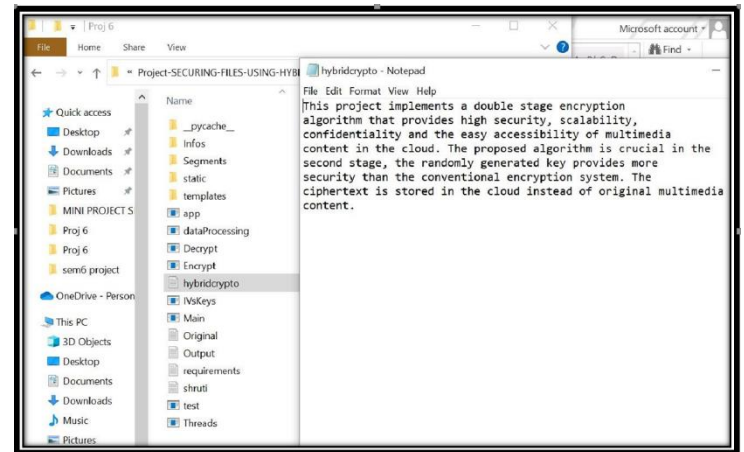 Proj 6
Microsoft account
File Home Share View
Find
Project-SECURING-FILES-USING-HYB
hybridcrypto - Notepad
File Edit Format View Help
This project implements a double stage encryption
algorithm that provides high security, scalability,
confidentiality and the easy accessibility of multimedia
content in the cloud. The proposed algorithm is crucial in the
second stage, the randomly generated key provides more
security than the conventional encryption system. The
ciphertext is stored in the cloud instead of original multimedia
content.
Quick access
Desktop
Downloads
Documents
Pictures
MINI PROJECT S
Proj 6
Proj 6
sem6 project
OneDrive - Person
This PC
3D Objects
Desktop
Documents
Downloads
Music
Pictures
Name
__pycache__
Infos
Segments
static
templates
app
dataProcessing
Decrypt
Encrypt
hybridcrypto
IVsKeys
Main
Original
Output
requirements
shruti
test
Threads